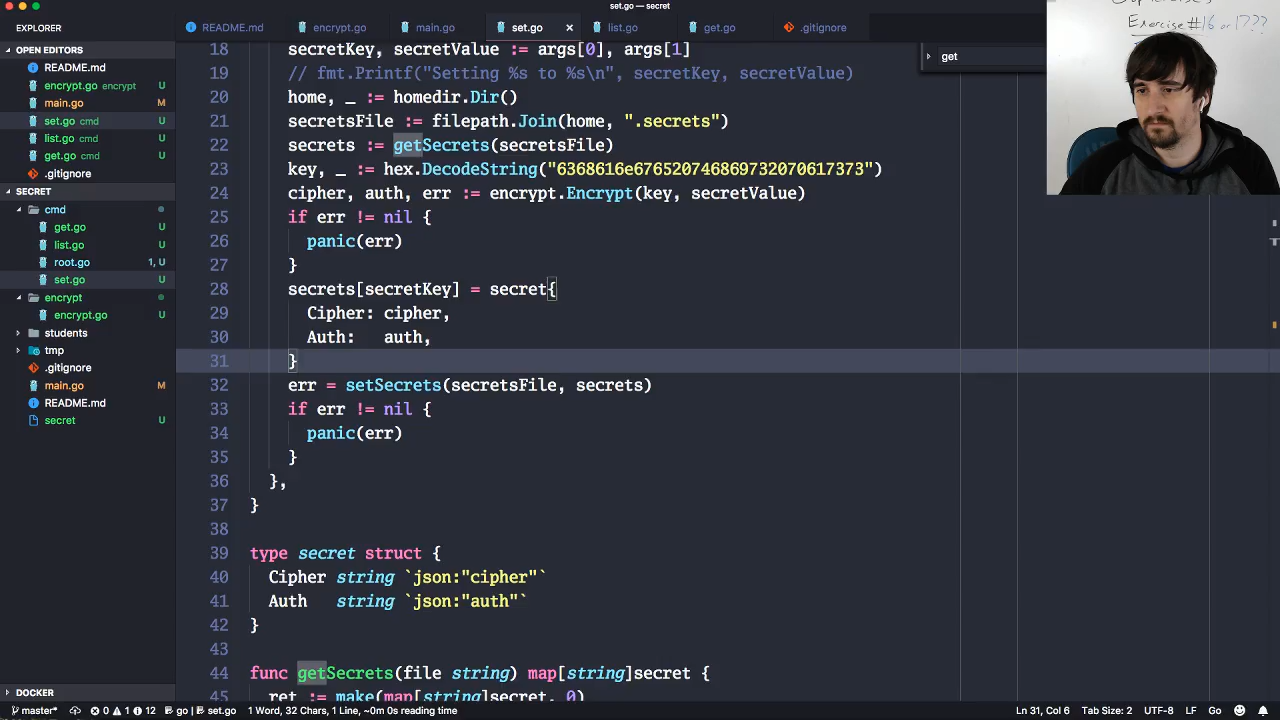 set.go — secret
EXPLORER
README.md
encrypt.go
main.go
set.go ×
list.go
get.go
.gitignore
Exercise #16 or 17???
get
OPEN EDITORS
README.md
encrypt.go encrypt U
main.go M
set.go cmd U
list.go cmd U
get.go cmd U
.gitignore
SECRET
cmd
get.go U
list.go U
root.go 1, U
set.go U
encrypt
encrypt.go U
students
tmp
.gitignore
main.go M
README.md
secret U
DOCKER
18 secretKey, secretValue := args[0], args[1]
19 // fmt.Printf("Setting %s to %s\n", secretKey, secretValue)
20 home, _ := homedir.Dir()
21 secretsFile := filepath.Join(home, ".secrets")
22 secrets := getSecrets(secretsFile)
23 key, _ := hex.DecodeString("6368616e676520746869732070617373")
24 cipher, auth, err := encrypt.Encrypt(key, secretValue)
25 if err != nil {
26 panic(err)
27 }
28 secrets[secretKey] = secret{
29 Cipher: cipher,
30 Auth: auth,
31 }
32 err = setSecrets(secretsFile, secrets)
33 if err != nil {
34 panic(err)
35 }
36 },
37 }
38
39 type secret struct {
40 Cipher string `json:"cipher"`
41 Auth string `json:"auth"`
42 }
43
44 func getSecrets(file string) map[string]secret {
45 ret := make(map[string]secret, 0)
master* 0 1 12 go | set.go 1 Word, 32 Chars, 1 Line, ~0m 0s reading time Ln 31, Col 6 Tab Size: 2 UTF-8 LF Go